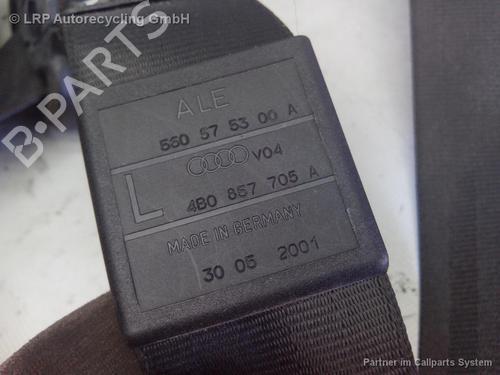 © LRP Autorecycling GmbH
B-PARTS
ALE
560 57 53 00 A
V04
L
4B0 857 705 A
MADE IN GERMANY
30 05 2001
Partner im Callparts System